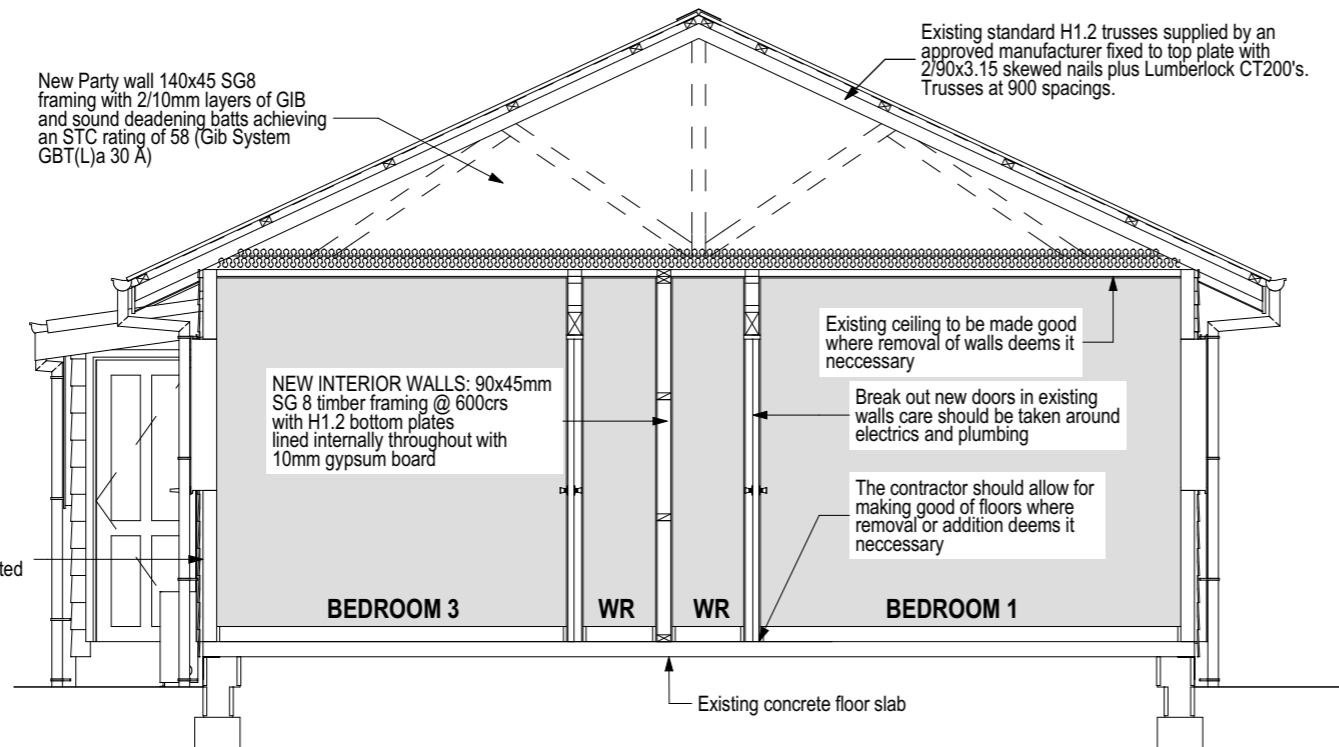 New Party wall 140x45 SG8
framing with 2/10mm layers of GIB
and sound deadening batts achieving
an STC rating of 58 (Gib System
GBT(L)a 30 A)
Existing standard H1.2 trusses supplied by an
approved manufacturer fixed to top plate with
2/90x3.15 skewed nails plus Lumberlock CT200's.
Trusses at 900 spacings.
Existing ceiling to be made good
where removal of walls deems it
neccessary
NEW INTERIOR WALLS: 90x45mm
SG 8 timber framing @ 600crs
with H1.2 bottom plates
lined internally throughout with
10mm gypsum board
Break out new doors in existing
walls care should be taken around
electrics and plumbing
The contractor should allow for
making good of floors where
removal or addition deems it
neccessary
ted
BEDROOM 3
WR
WR
BEDROOM 1
Existing concrete floor slab